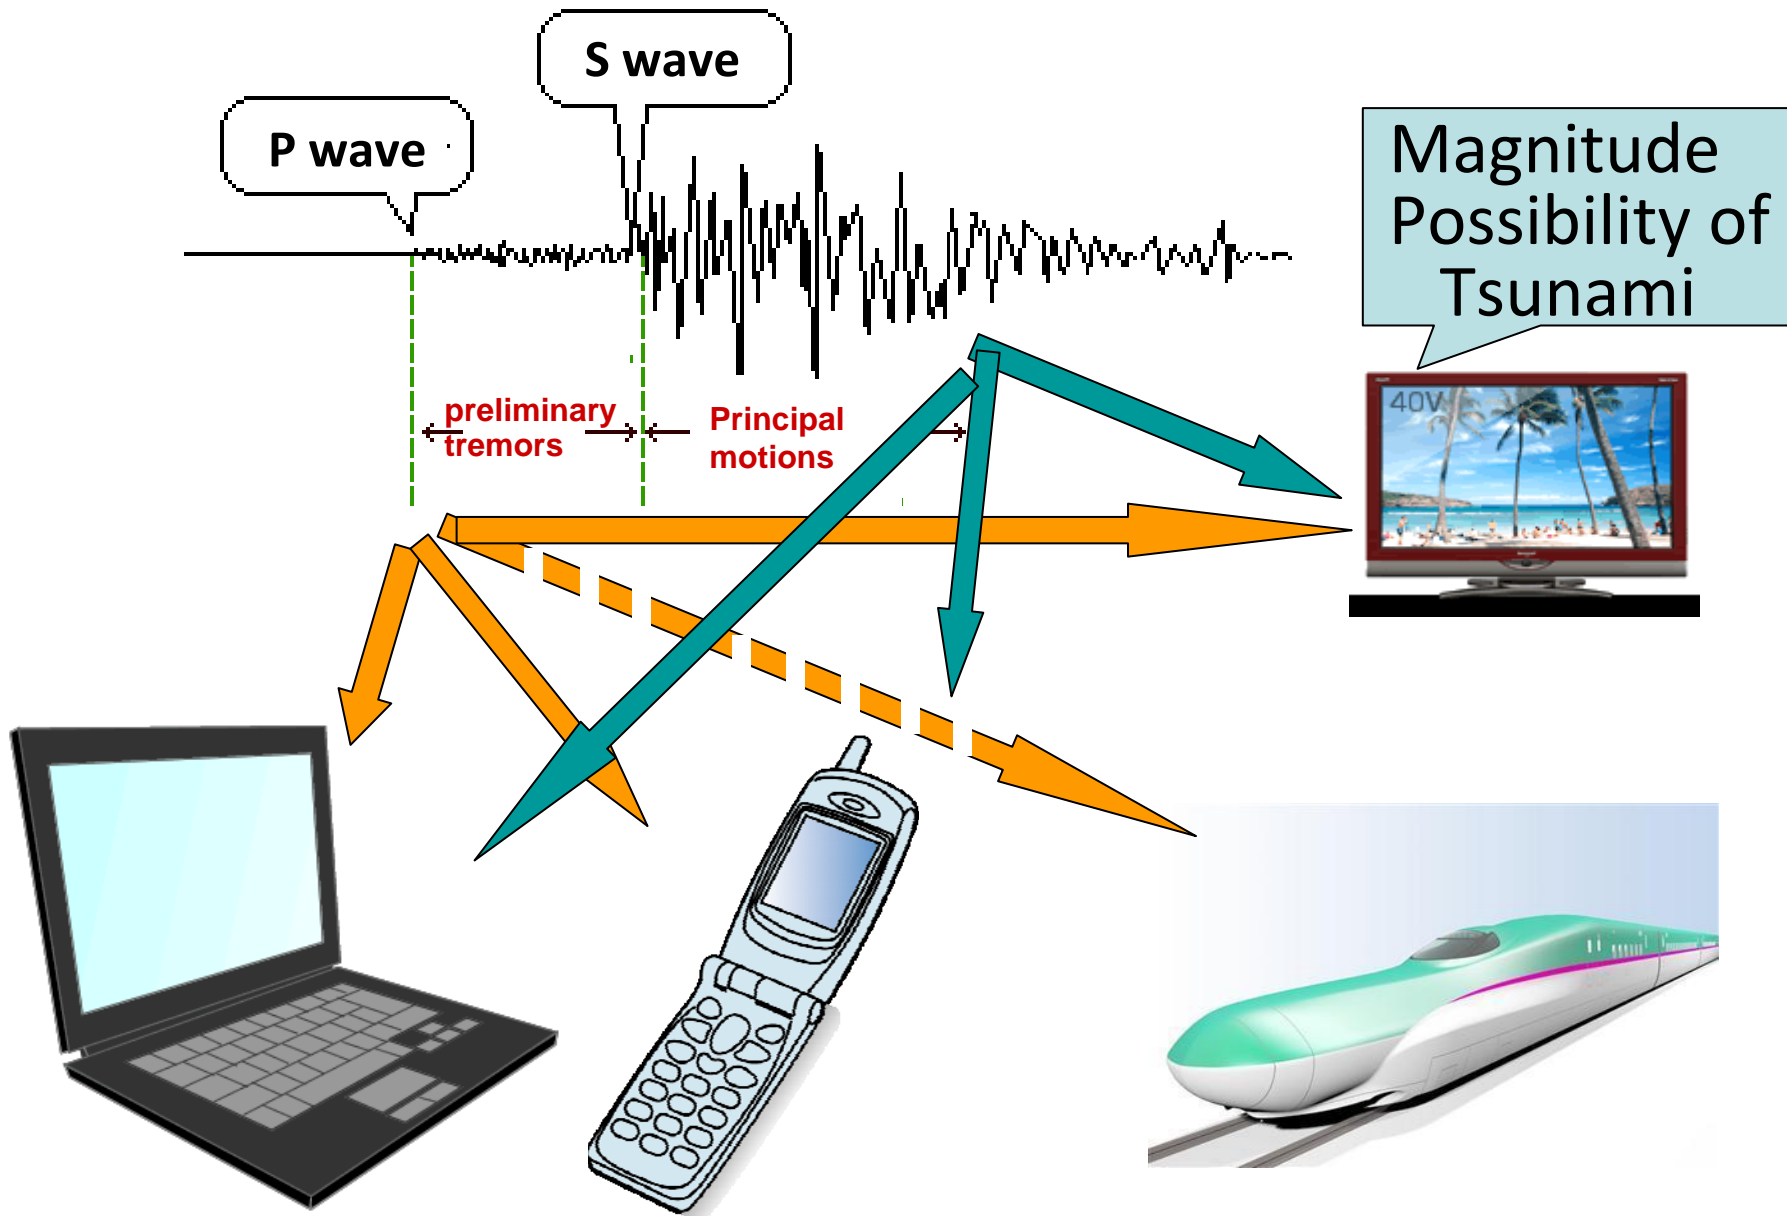 S wave
P wave
Magnitude
Possibility of
Tsunami
preliminary
tremors
Principal
motions
40V